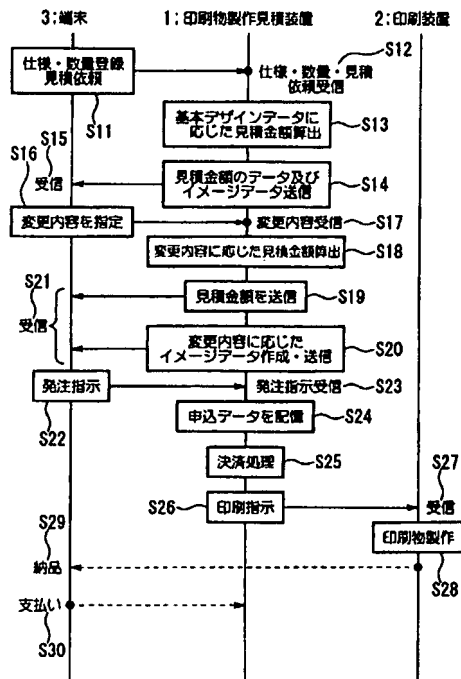 3:端末 1:印刷物製作見積装置 2:印刷装置
仕様・数量登録
見積依頼
S11
S12
仕様・数量・見積
依頼受信
基本デザインデータに
応じた見積金額算出
S13
見積金額のデータ及び
イメージデータ送信
S14
S15
受信
S16
変更内容を指定
変更内容受信
S17
変更内容に応じた見積金額算出
S18
見積金額を送信
S19
S21
受信
変更内容に応じた
イメージデータ作成・送信
S20
発注指示
S22
発注指示受信
S23
申込データを記憶
S24
決済処理
S25
S26
印刷指示
S27
受信
印刷物製作
S28
S29
納品
支払い
S30